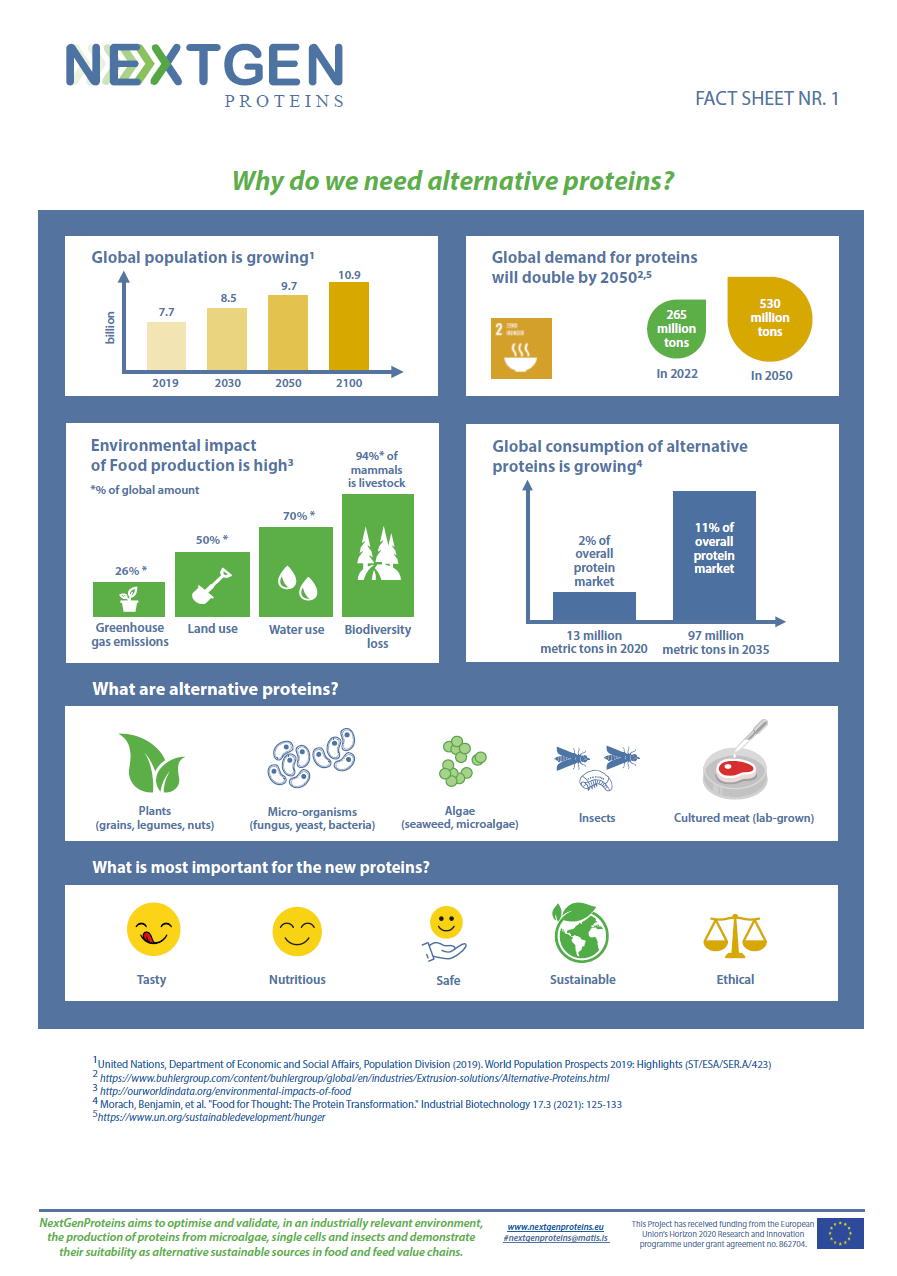 NEXTGEN
PROTEINS
FACT SHEET NR. 1
Why do we need alternative proteins?
Global population is growing¹
billion
7.7
8.5
9.7
10.9
2019
2030
2050
2100
Global demand for proteins
will double by 2050²,⁵
2 ZERO
HUNGER
265
million
tons
In 2022
530
million
tons
In 2050
Environmental impact
of Food production is high³
*% of global amount
26% *
50% *
70% *
94%* of
mammals
is livestock
Greenhouse
gas emissions
Land use
Water use
Biodiversity
loss
Global consumption of alternative
proteins is growing⁴
2% of
overall
protein
market
11% of
overall
protein
market
13 million
metric tons in 2020
97 million
metric tons in 2035
What are alternative proteins?
Plants
(grains, legumes, nuts)
Micro-organisms
(fungus, yeast, bacteria)
Algae
(seaweed, microalgae)
Insects
Cultured meat (lab-grown)
What is most important for the new proteins?
Tasty
Nutritious
Safe
Sustainable
Ethical
¹United Nations, Department of Economic and Social Affairs, Population Division (2019). World Population Prospects 2019: Highlights (ST/ESA/SER.A/423)
² https://www.buhlergroup.com/content/buhlergroup/global/en/industries/Extrusion-solutions/Alternative-Proteins.html
³ http://ourworldindata.org/environmental-impacts-of-food
⁴ Morach, Benjamin, et al. "Food for Thought: The Protein Transformation." Industrial Biotechnology 17.3 (2021): 125-133
⁵https://www.un.org/sustainabledevelopment/hunger
NextGenProteins aims to optimise and validate, in an industrially relevant environment,
the production of proteins from microalgae, single cells and insects and demonstrate
their suitability as alternative sustainable sources in food and feed value chains.
www.nextgenproteins.eu
#nextgenproteins@matis.is
This Project has received funding from the European
Union's Horizon 2020 Research and Innovation
programme under grant agreement no. 862704.